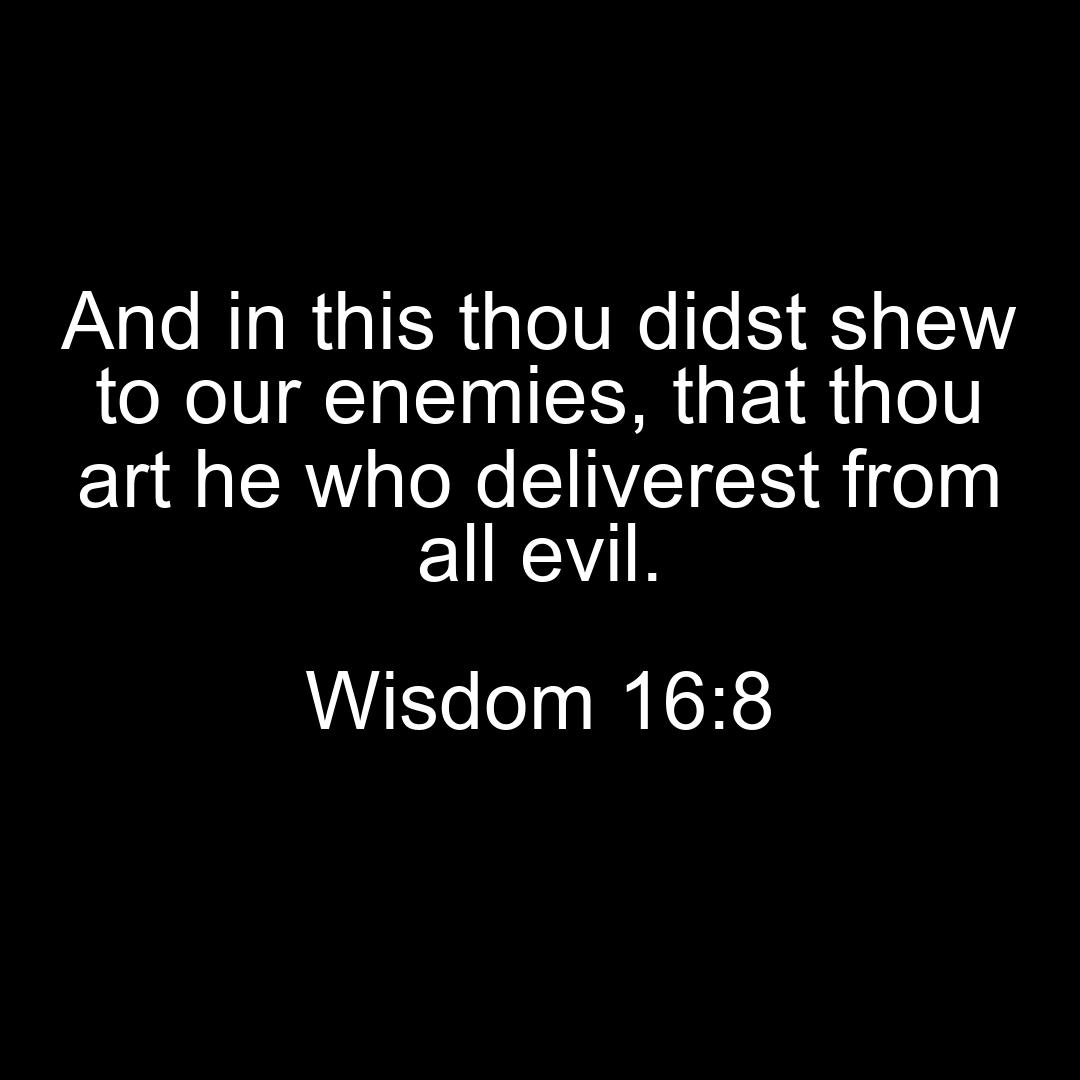 And in this thou didst shew
to our enemies, that thou
art he who deliverest from
all evil.
Wisdom 16:8